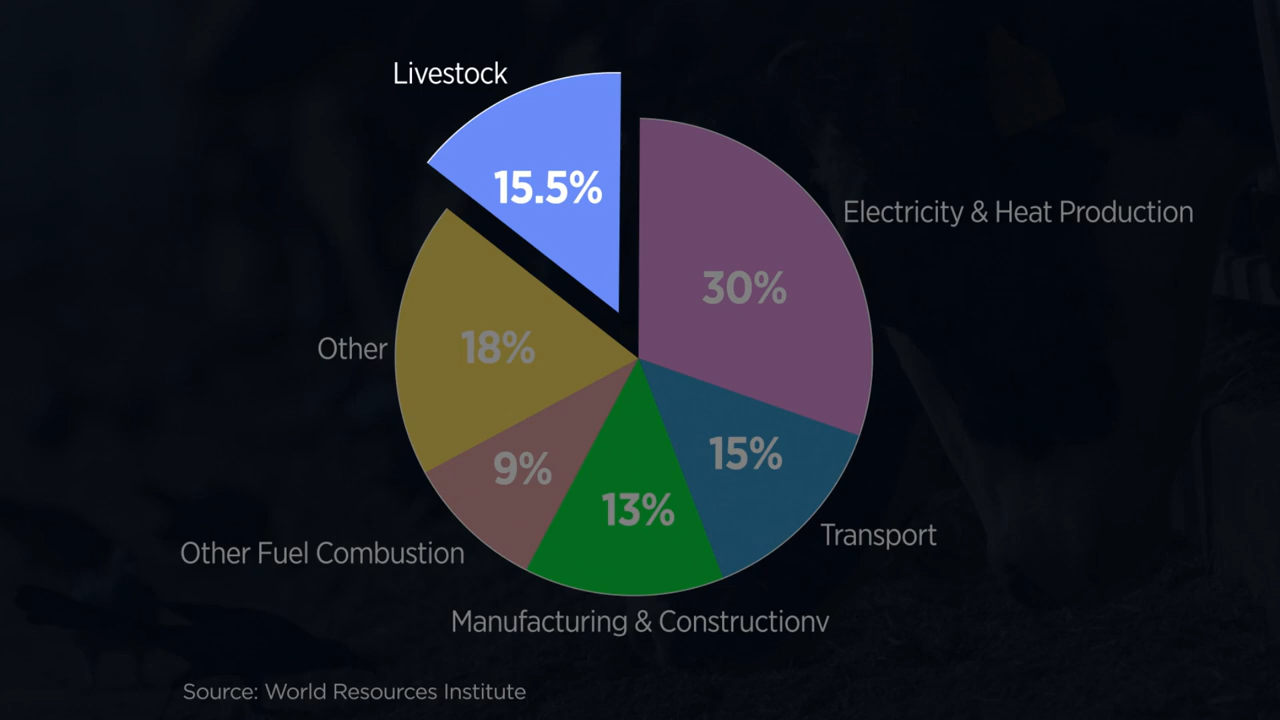 Livestock
15.5%
Electricity & Heat Production
30%
Other
18%
15%
9%
13%
Transport
Other Fuel Combustion
Manufacturing & Constructionv
Source: World Resources Institute